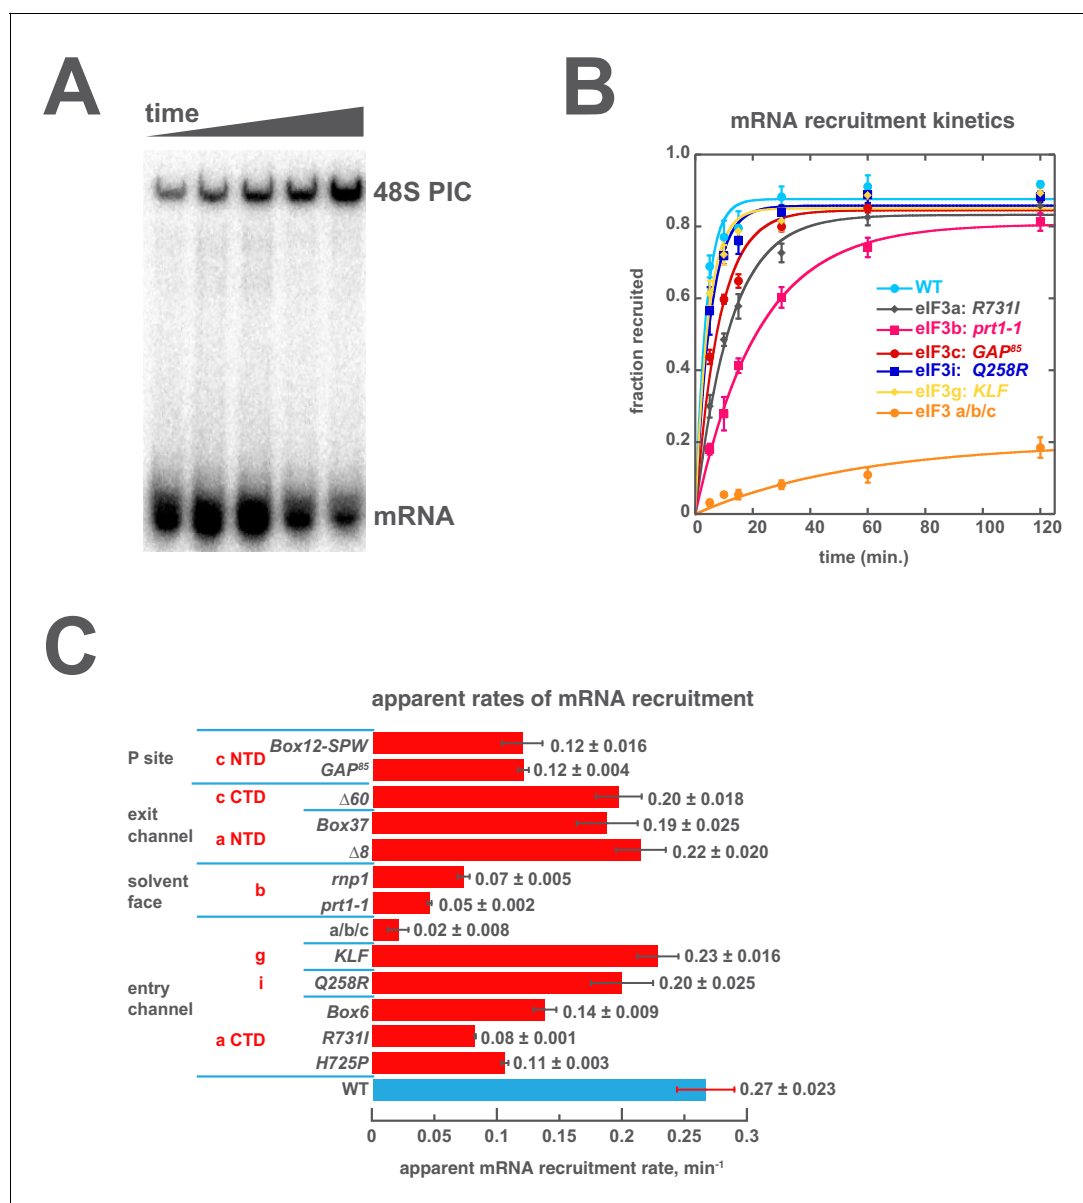 A
time
48S PIC
mRNA
B
mRNA recruitment kinetics
1.0
0.8
0.6
0.4
0.2
0
fraction recruited
WT
eIF3a: R731I
eIF3b: prt1-1
eIF3c: GAP⁸⁵
eIF3i: Q258R
eIF3g: KLF
eIF3 a/b/c
0 20 40 60 80 100 120
time (min.)
C
apparent rates of mRNA recruitment
P site
c NTD
Box12-SPW 0.12 ± 0.016
GAP⁸⁵ 0.12 ± 0.004
exit
channel
c CTD
Δ60 0.20 ± 0.018
a NTD
Box37 0.19 ± 0.025
Δ8 0.22 ± 0.020
solvent
face
b
rnp1 0.07 ± 0.005
prt1-1 0.05 ± 0.002
entry
channel
a/b/c 0.02 ± 0.008
g
KLF 0.23 ± 0.016
i
Q258R 0.20 ± 0.025
a CTD
Box6 0.14 ± 0.009
R731I 0.08 ± 0.001
H725P 0.11 ± 0.003
WT 0.27 ± 0.023
0 0.05 0.1 0.15 0.2 0.25 0.3
apparent mRNA recruitment rate, min⁻¹